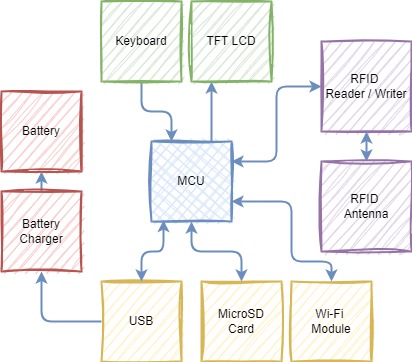 Keyboard
TFT LCD
RFID
Reader / Writer
Battery
MCU
RFID
Antenna
Battery
Charger
USB
MicroSD
Card
Wi-Fi
Module